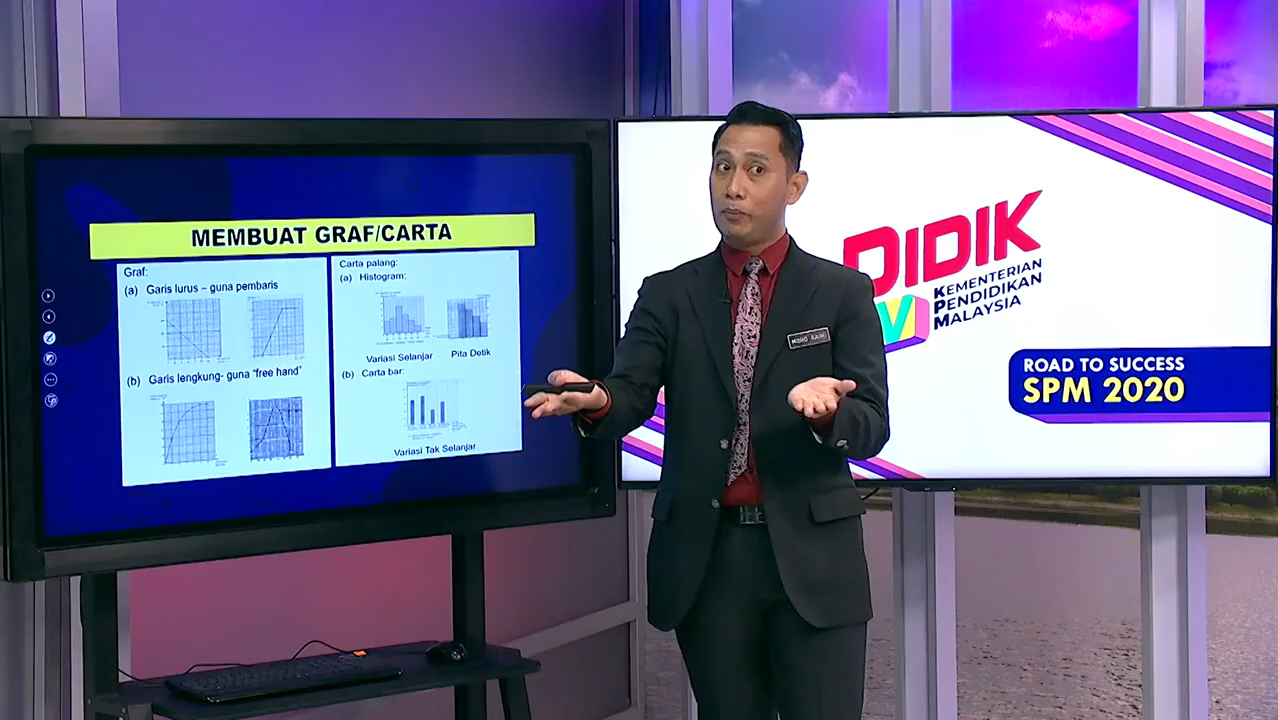 MEMBUAT GRAF/CARTA
Graf:
(a) Garis lurus – guna pembaris
(b) Garis lengkung- guna "free hand"
Carta palang:
(a) Histogram:
Variasi Selanjar
Pita Detik
(b) Carta bar:
Variasi Tak Selanjar
DIDIK
V
KEMENTERIAN
PENDIDIKAN
MALAYSIA
ROAD TO SUCCESS
SPM 2020
MOHD